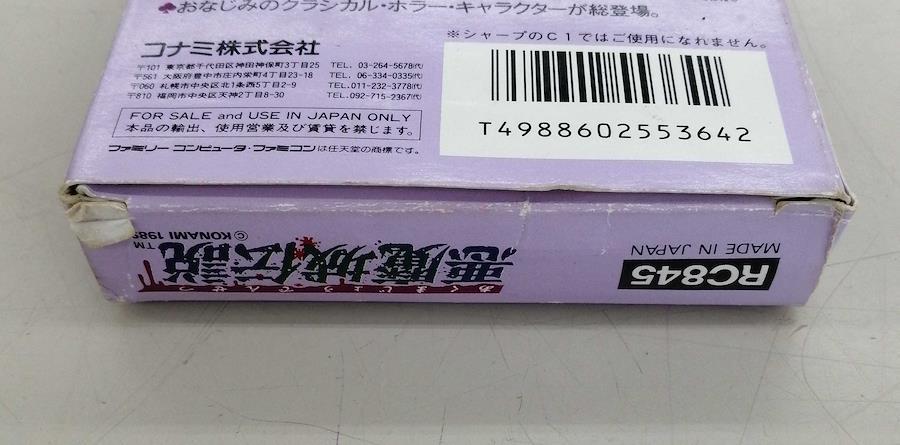 ♣おなじみのクラシカル・ホラー・キャラクターが総登場。
コナミ株式会社
〒101 東京都千代田区神田神保町3丁目25 TEL. 03-264-5678㈹
〒561 大阪府豊中市庄内栄町4丁目23-18 TEL. 06-334-0335㈹
〒060 札幌市中央区北1条西5丁目2-9 TEL.011-232-3778㈹
〒810 福岡市中央区天神2丁目8-30 TEL.092-715-2367㈹
FOR SALE and USE IN JAPAN ONLY
本品の輸出、使用営業及び賃貸を禁じます。
ファミリーコンピュータ・ファミコンは任天堂の商標です。
※シャープのC1ではご使用になれません。
T4988602553642
あくまじょうでんせつ
悪魔城伝説 TM
© KONAMI 1989
RC845
MADE IN JAPAN